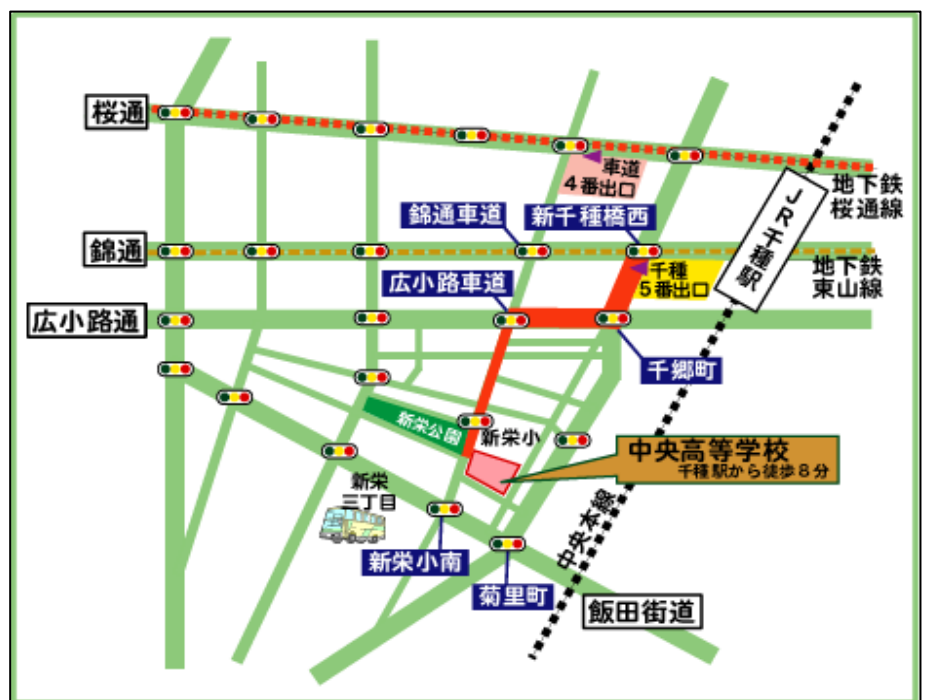 桜通
車道
4番出口
地下鉄
桜通線
JR千種駅
錦通車道
新千種橋西
錦通
千種
5番出口
地下鉄
東山線
広小路車道
広小路通
千郷町
新栄公園
新栄小
中央高等学校
千種駅から徒歩8分
新栄
三丁目
中央本線
新栄小南
菊里町
飯田街道